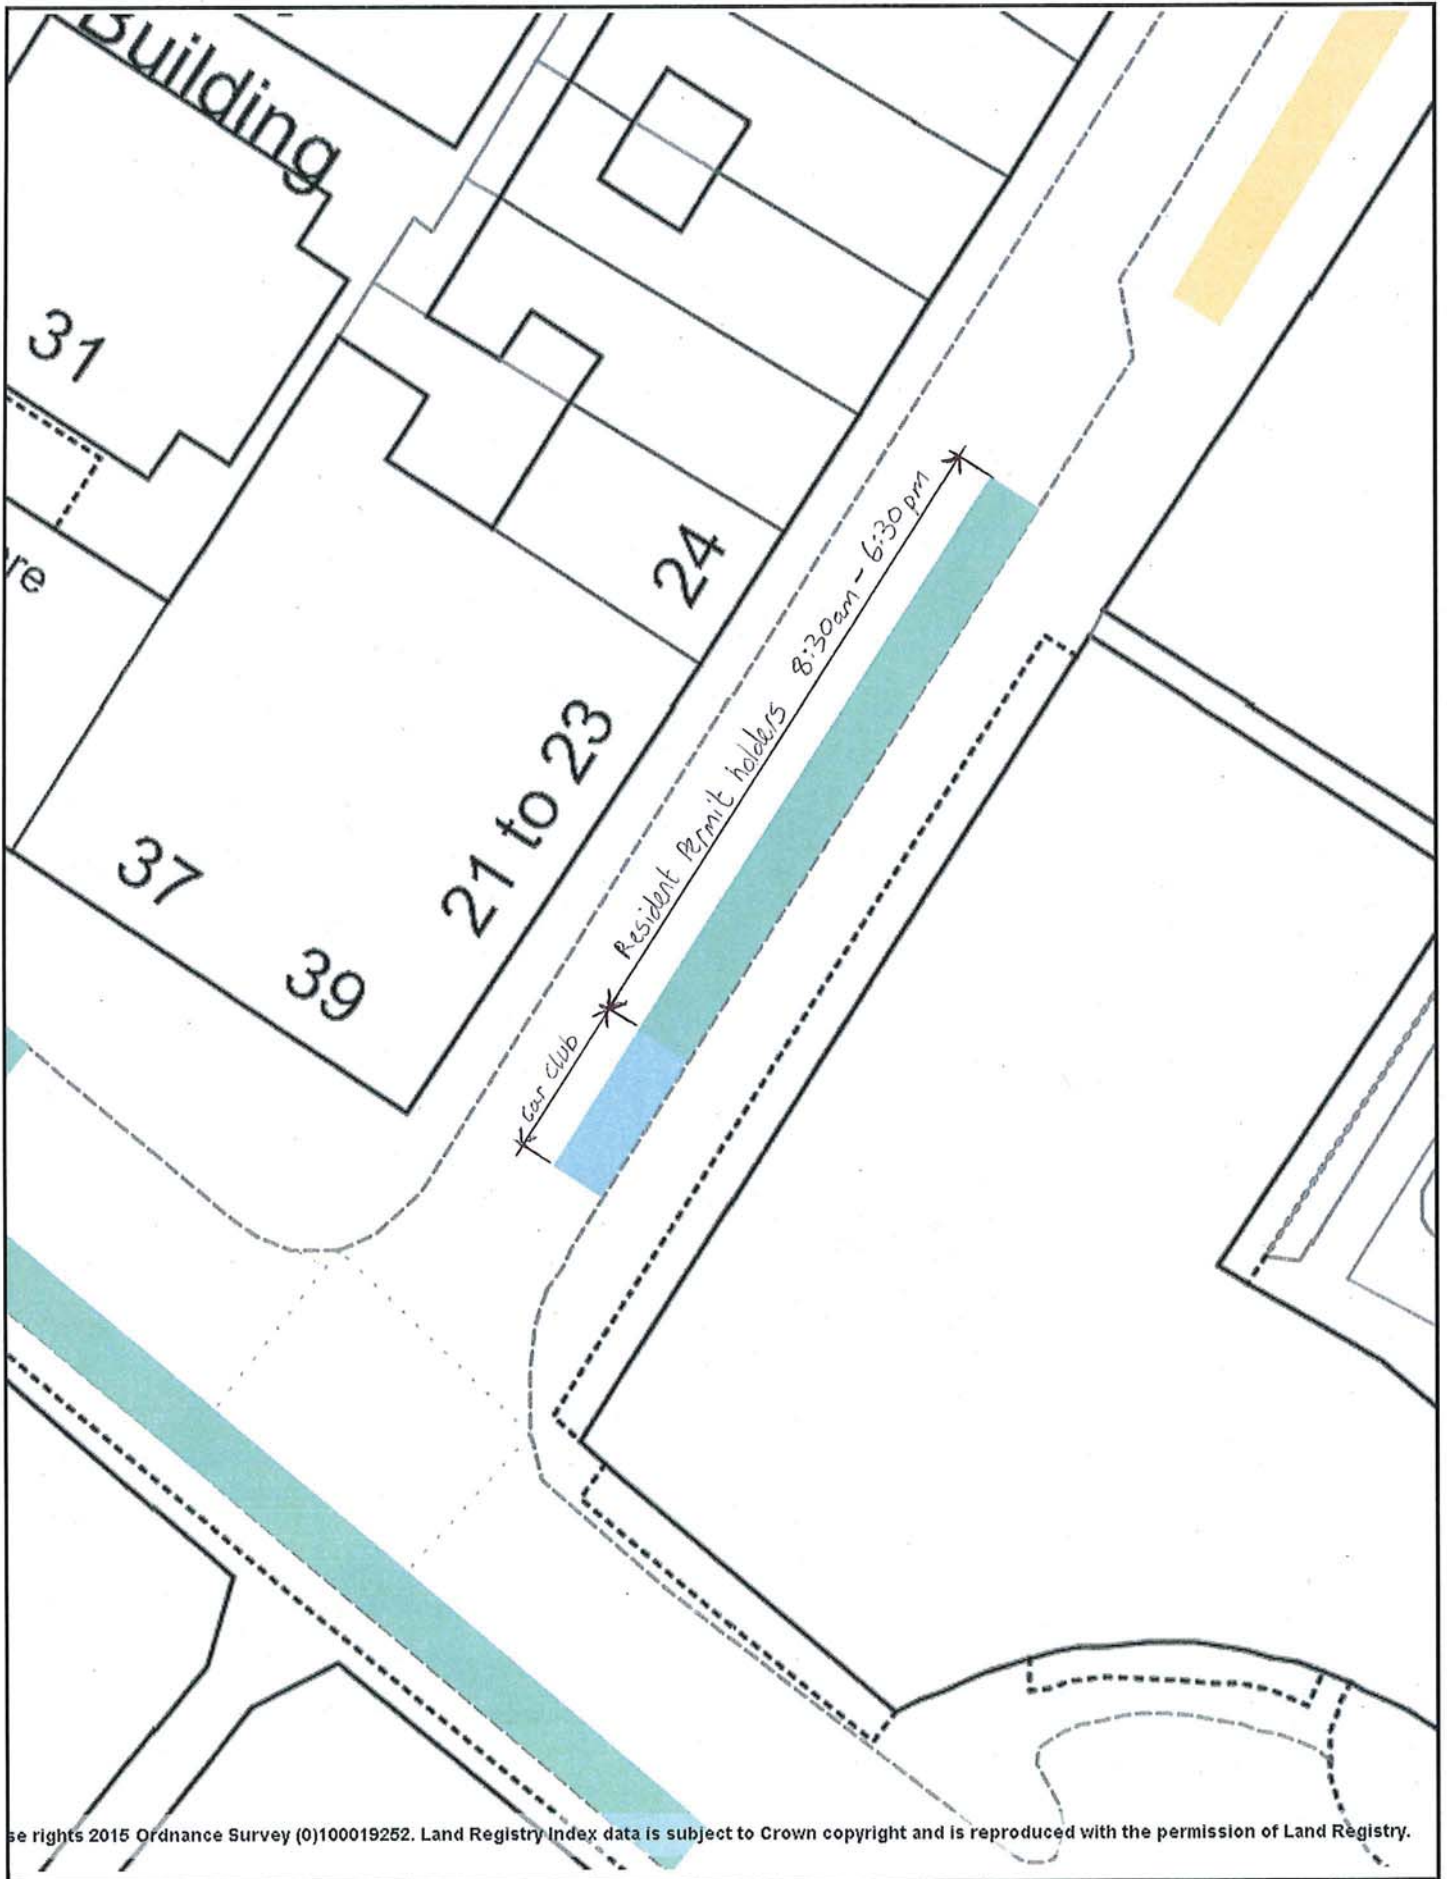 Building
31
24
Resident Permit holders 8:30am - 6:30pm
21 to 23
37
39
Car Club
se rights 2015 Ordnance Survey (0)100019252. Land Registry Index data is subject to Crown copyright and is reproduced with the permission of Land Registry.